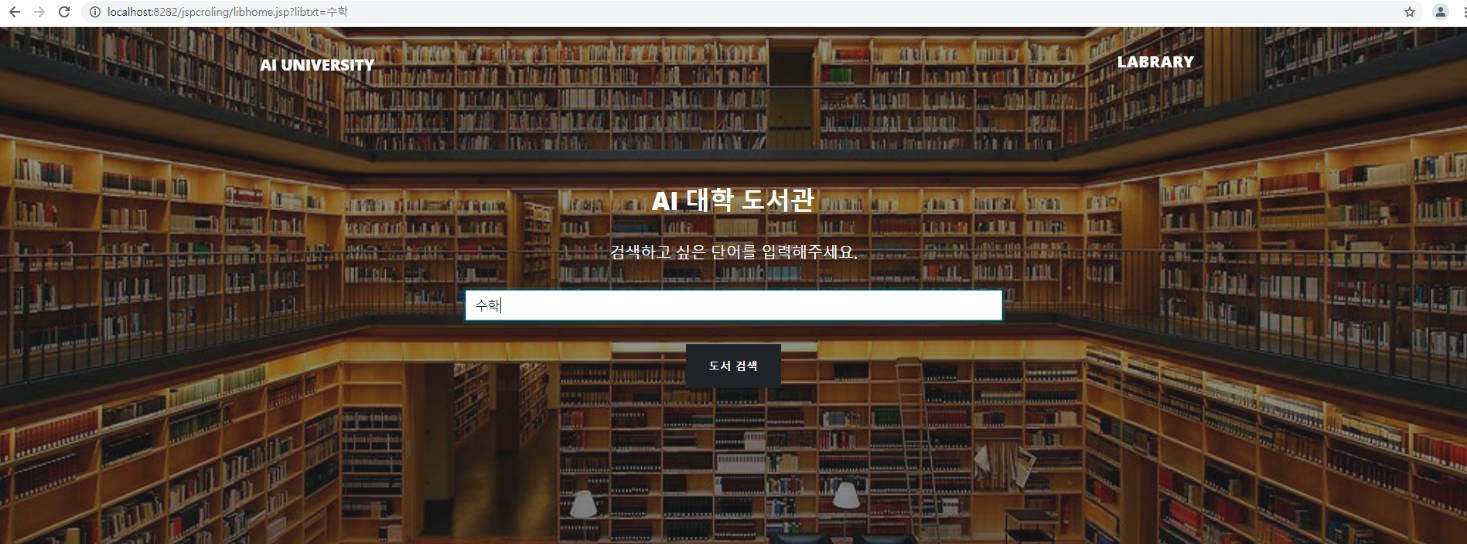 localhost:8282/jspcroling/libhome.jsp?libtxt=수학
AI UNIVERSITY
LABRARY
AI 대학 도서관
검색하고 싶은 단어를 입력해주세요.
수학
도서 검색